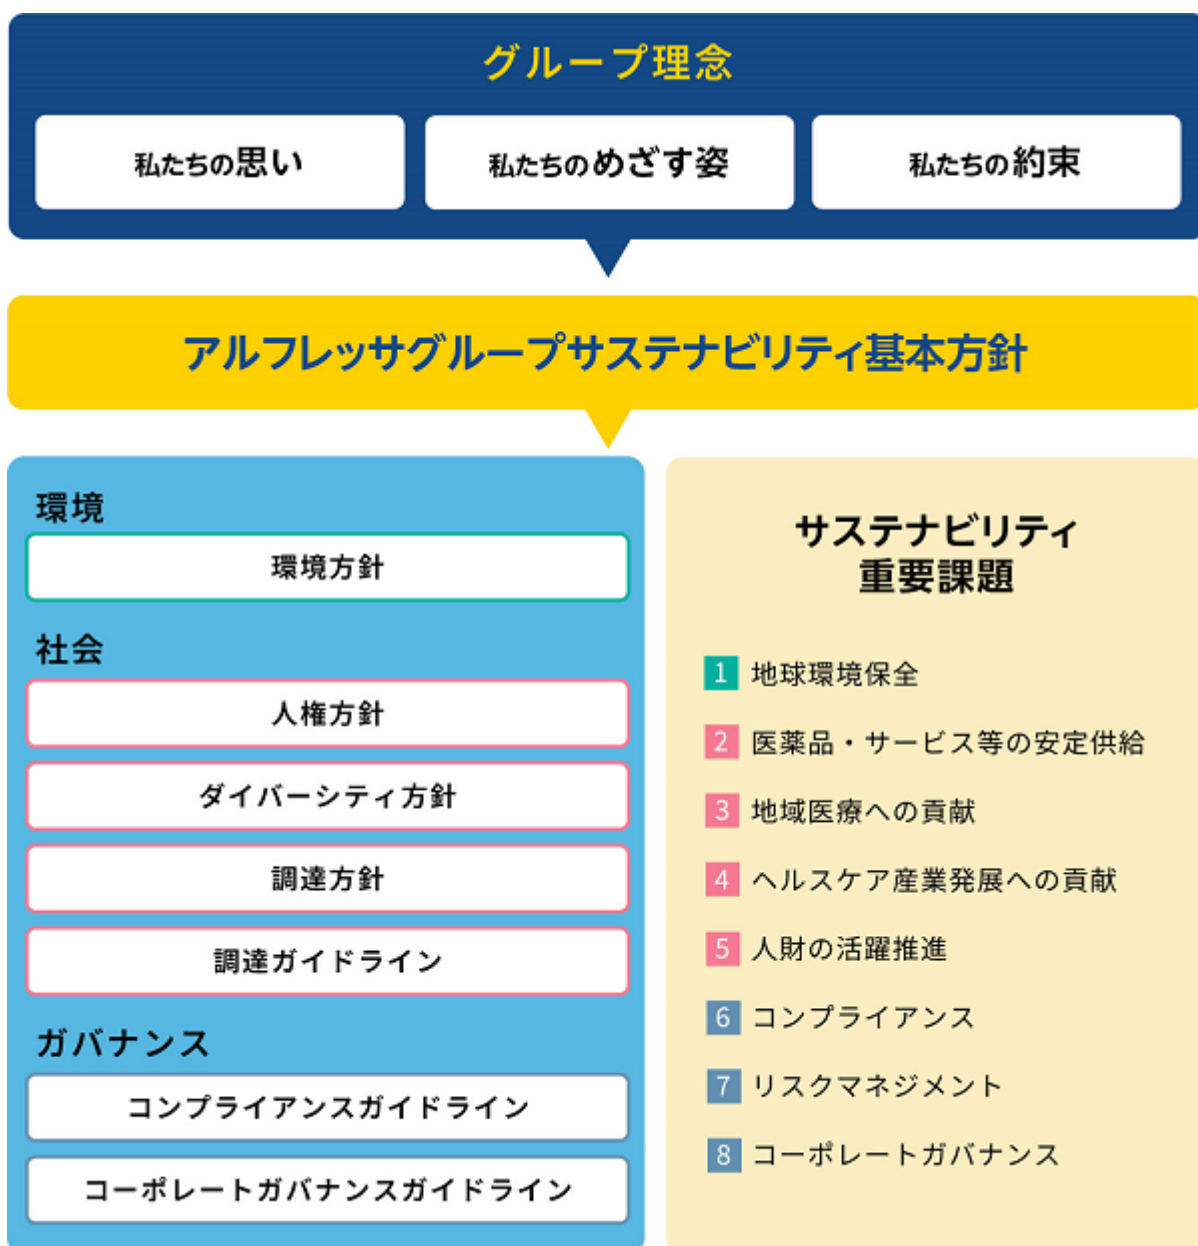 グループ理念
私たちの思い
私たちのめざす姿
私たちの約束
アルフレッサグループサステナビリティ基本方針
環境
環境方針
社会
人権方針
ダイバーシティ方針
調達方針
調達ガイドライン
ガバナンス
コンプライアンスガイドライン
コーポレートガバナンスガイドライン
サステナビリティ
重要課題
1 地球環境保全
2 医薬品・サービス等の安定供給
3 地域医療への貢献
4 ヘルスケア産業発展への貢献
5 人財の活躍推進
6 コンプライアンス
7 リスクマネジメント
8 コーポレートガバナンス